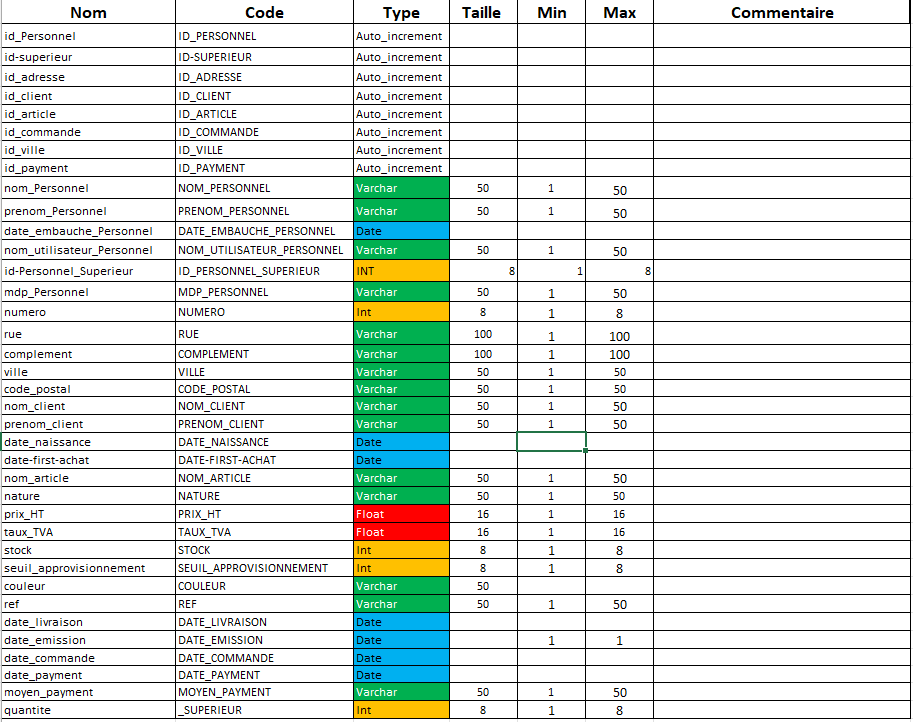 Nom Code Type Taille Min Max Commentaire
id_Personnel ID_PERSONNEL Auto_increment
id-superieur ID-SUPERIEUR Auto_increment
id_adresse ID_ADRESSE Auto_increment
id_client ID_CLIENT Auto_increment
id_article ID_ARTICLE Auto_increment
id_commande ID_COMMANDE Auto_increment
id_ville ID_VILLE Auto_increment
id_payment ID_PAYMENT Auto_increment
nom_Personnel NOM_PERSONNEL Varchar 50 1 50
prenom_Personnel PRENOM_PERSONNEL Varchar 50 1 50
date_embauche_Personnel DATE_EMBAUCHE_PERSONNEL Date
nom_utilisateur_Personnel NOM_UTILISATEUR_PERSONNEL Varchar 50 1 50
id-Personnel_Superieur ID_PERSONNEL_SUPERIEUR INT 8 1 8
mdp_Personnel MDP_PERSONNEL Varchar 50 1 50
numero NUMERO Int 8 1 8
rue RUE Varchar 100 1 100
complement COMPLEMENT Varchar 100 1 100
ville VILLE Varchar 50 1 50
code_postal CODE_POSTAL Varchar 50 1 50
nom_client NOM_CLIENT Varchar 50 1 50
prenom_client PRENOM_CLIENT Varchar 50 1 50
date_naissance DATE_NAISSANCE Date
date-first-achat DATE-FIRST-ACHAT Date
nom_article NOM_ARTICLE Varchar 50 1 50
nature NATURE Varchar 50 1 50
prix_HT PRIX_HT Float 16 1 16
taux_TVA TAUX_TVA Float 16 1 16
stock STOCK Int 8 1 8
seuil_approvisionnement SEUIL_APPROVISIONNEMENT Int 8 1 8
couleur COULEUR Varchar 50
ref REF Varchar 50 1 50
date_livraison DATE_LIVRAISON Date
date_emission DATE_EMISSION Date 1 1
date_commande DATE_COMMANDE Date
date_payment DATE_PAYMENT Date
moyen_payment MOYEN_PAYMENT Varchar 50 1 50
quantite _SUPERIEUR Int 8 1 8